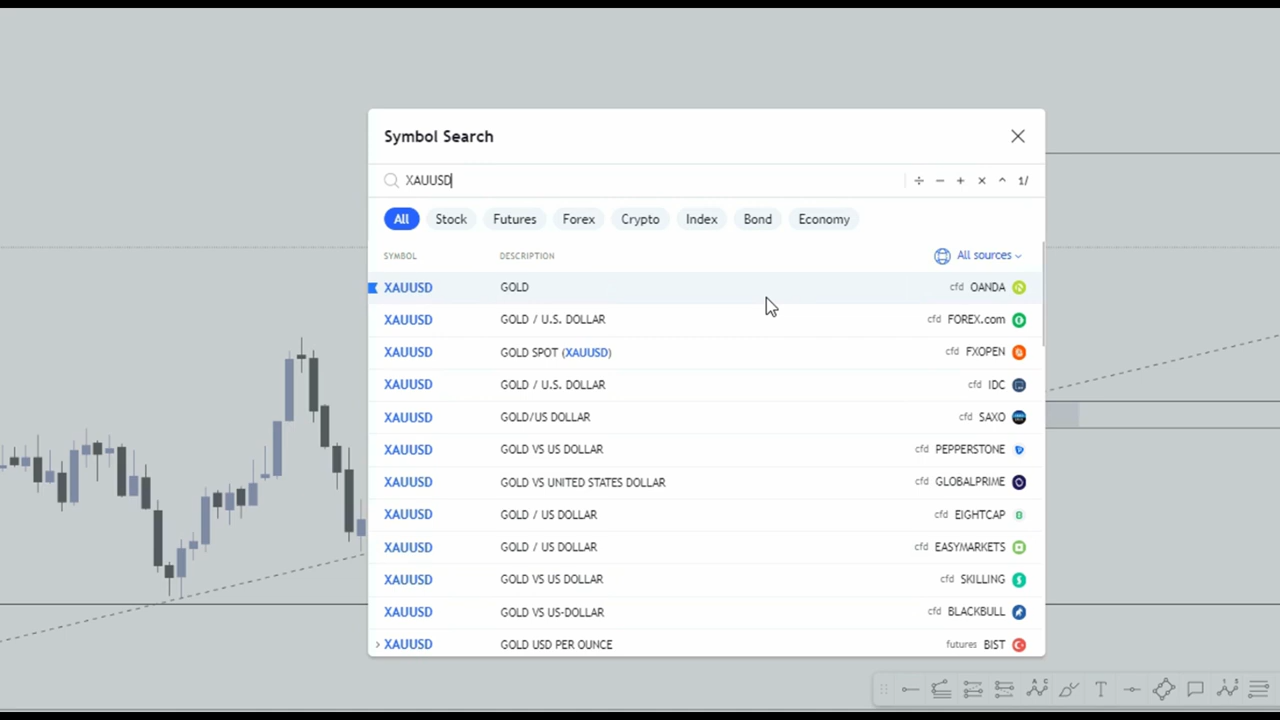 Symbol Search
XAUUSD ÷ − + × ^ 1/
All Stock Futures Forex Crypto Index Bond Economy
SYMBOL DESCRIPTION All sources
XAUUSD GOLD cfd OANDA
XAUUSD GOLD / U.S. DOLLAR cfd FOREX.com
XAUUSD GOLD SPOT (XAUUSD) cfd FXOPEN
XAUUSD GOLD / U.S. DOLLAR cfd IDC
XAUUSD GOLD/US DOLLAR cfd SAXO
XAUUSD GOLD VS US DOLLAR cfd PEPPERSTONE
XAUUSD GOLD VS UNITED STATES DOLLAR cfd GLOBALPRIME
XAUUSD GOLD / US DOLLAR cfd EIGHTCAP
XAUUSD GOLD / US DOLLAR cfd EASYMARKETS
XAUUSD GOLD VS US DOLLAR cfd SKILLING
XAUUSD GOLD VS US-DOLLAR cfd BLACKBULL
XAUUSD GOLD USD PER OUNCE futures BIST